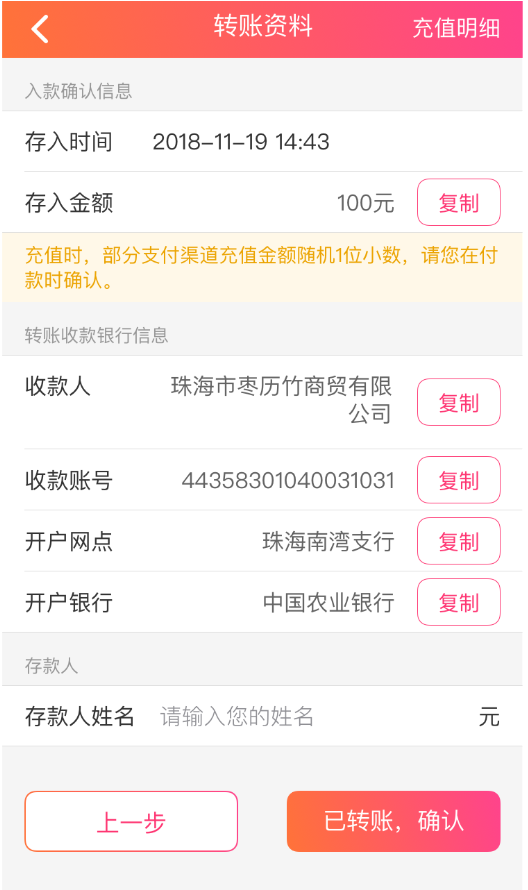 转账资料 充值明细
入款确认信息
存入时间 2018-11-19 14:43
存入金额 100元 复制
充值时，部分支付渠道充值金额随机1位小数，请您在付
款时确认。
转账收款银行信息
收款人 珠海市枣历竹商贸有限
公司 复制
收款账号 44358301040031031 复制
开户网点 珠海南湾支行 复制
开户银行 中国农业银行 复制
存款人
存款人姓名 请输入您的姓名 元
上一步 已转账，确认